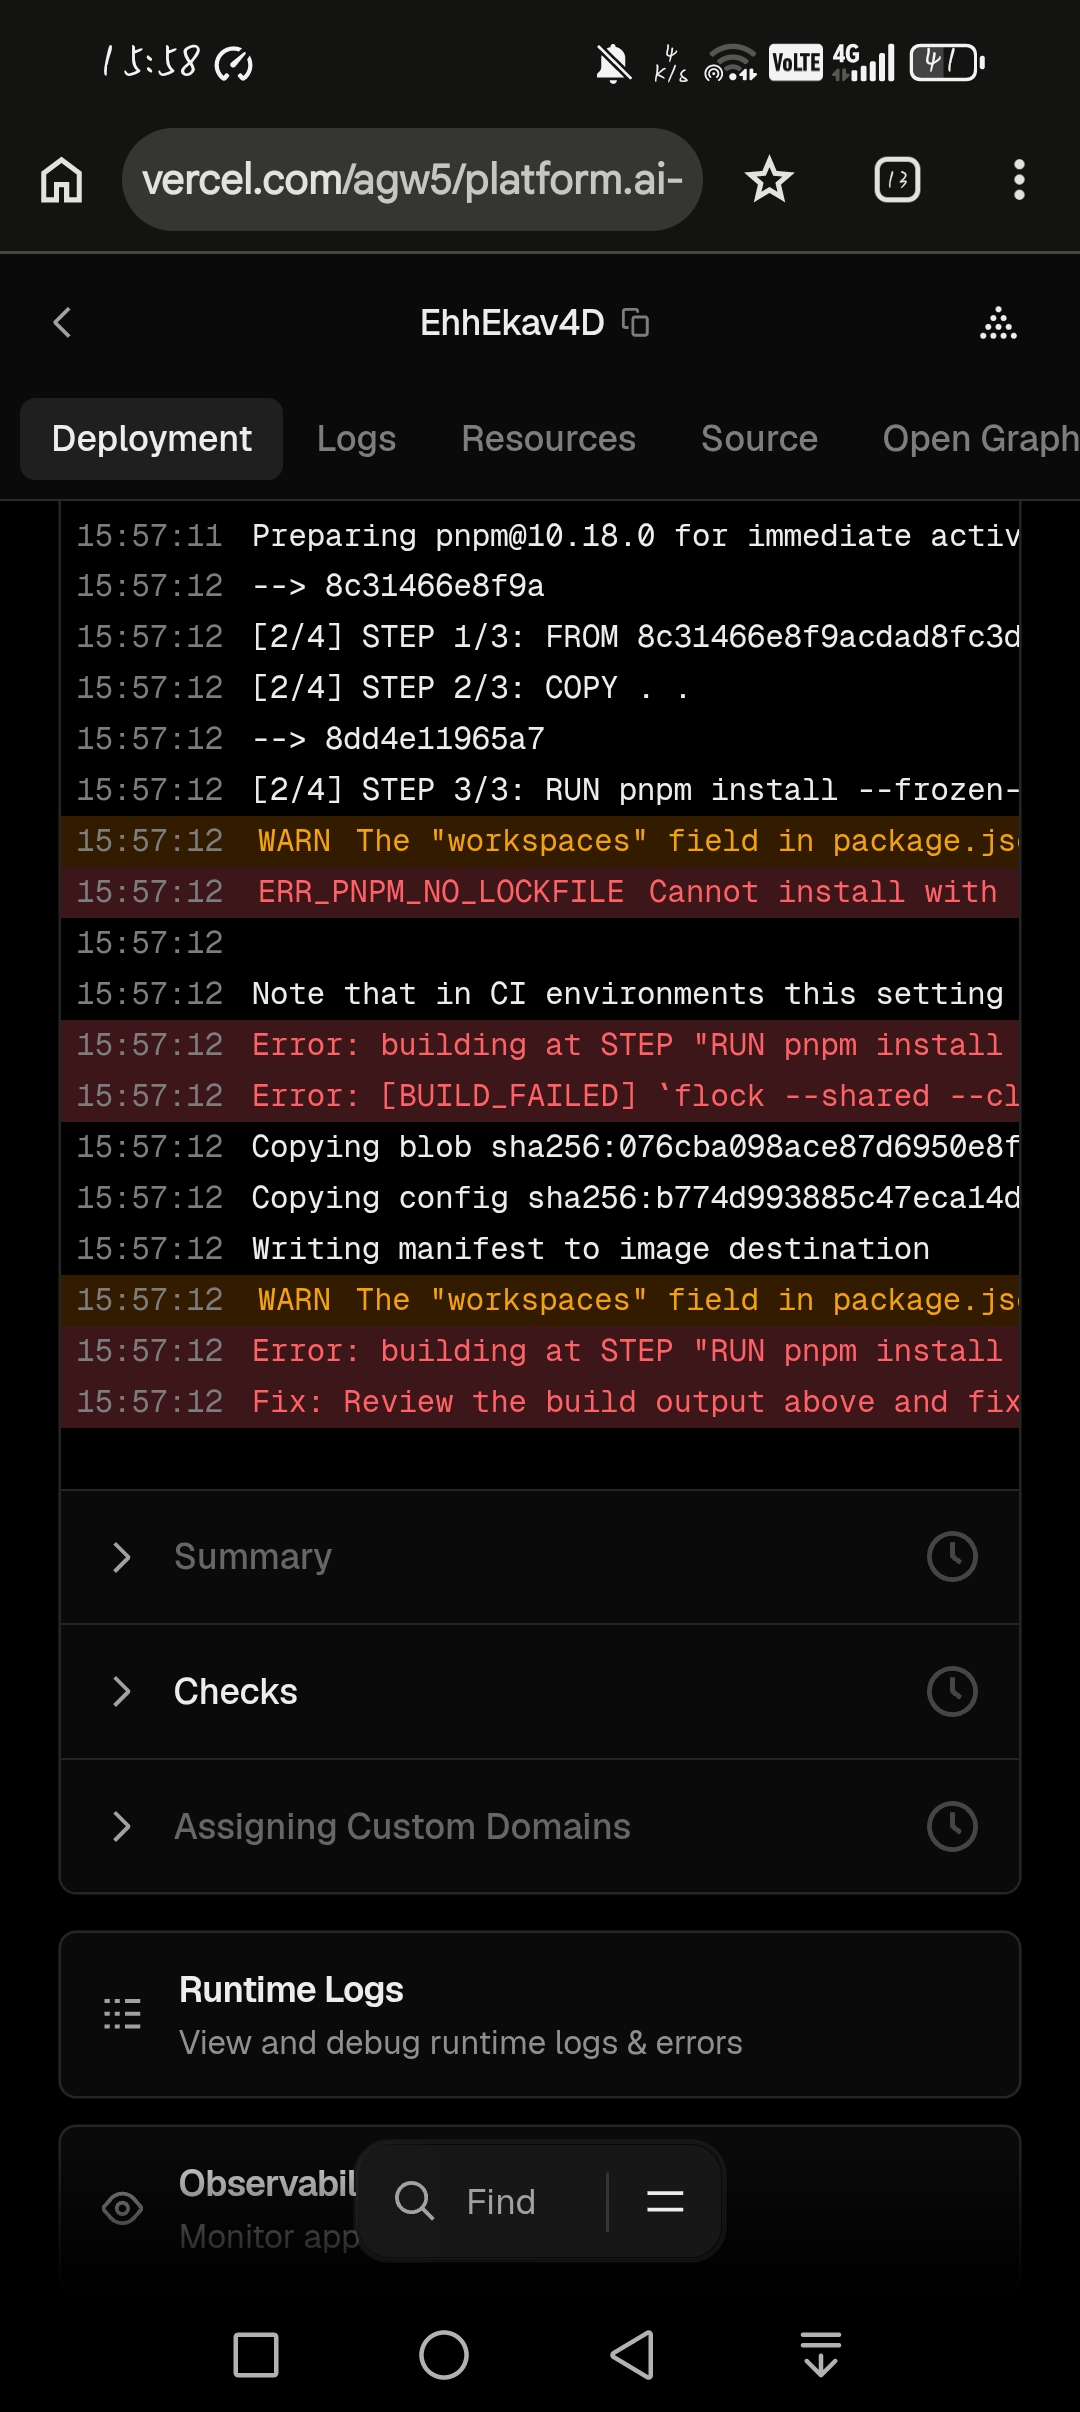 15:58
4 K/s
VoLTE
4G
41
vercel.com/agw5/platform.ai-
13
EhhEkav4D
Deployment
Logs
Resources
Source
Open Graph
15:57:11 Preparing pnpm@10.18.0 for immediate activ
15:57:12 --> 8c31466e8f9a
15:57:12 [2/4] STEP 1/3: FROM 8c31466e8f9acdad8fc3d
15:57:12 [2/4] STEP 2/3: COPY . .
15:57:12 --> 8dd4e11965a7
15:57:12 [2/4] STEP 3/3: RUN pnpm install --frozen-
15:57:12 WARN The "workspaces" field in package.js
15:57:12 ERR_PNPM_NO_LOCKFILE Cannot install with
15:57:12
15:57:12 Note that in CI environments this setting
15:57:12 Error: building at STEP "RUN pnpm install
15:57:12 Error: [BUILD_FAILED] `flock --shared --cl
15:57:12 Copying blob sha256:076cba098ace87d6950e8f
15:57:12 Copying config sha256:b774d993885c47eca14d
15:57:12 Writing manifest to image destination
15:57:12 WARN The "workspaces" field in package.js
15:57:12 Error: building at STEP "RUN pnpm install
15:57:12 Fix: Review the build output above and fix
Summary
Checks
Assigning Custom Domains
Runtime Logs
View and debug runtime logs & errors
Observabil
Monitor app
Find